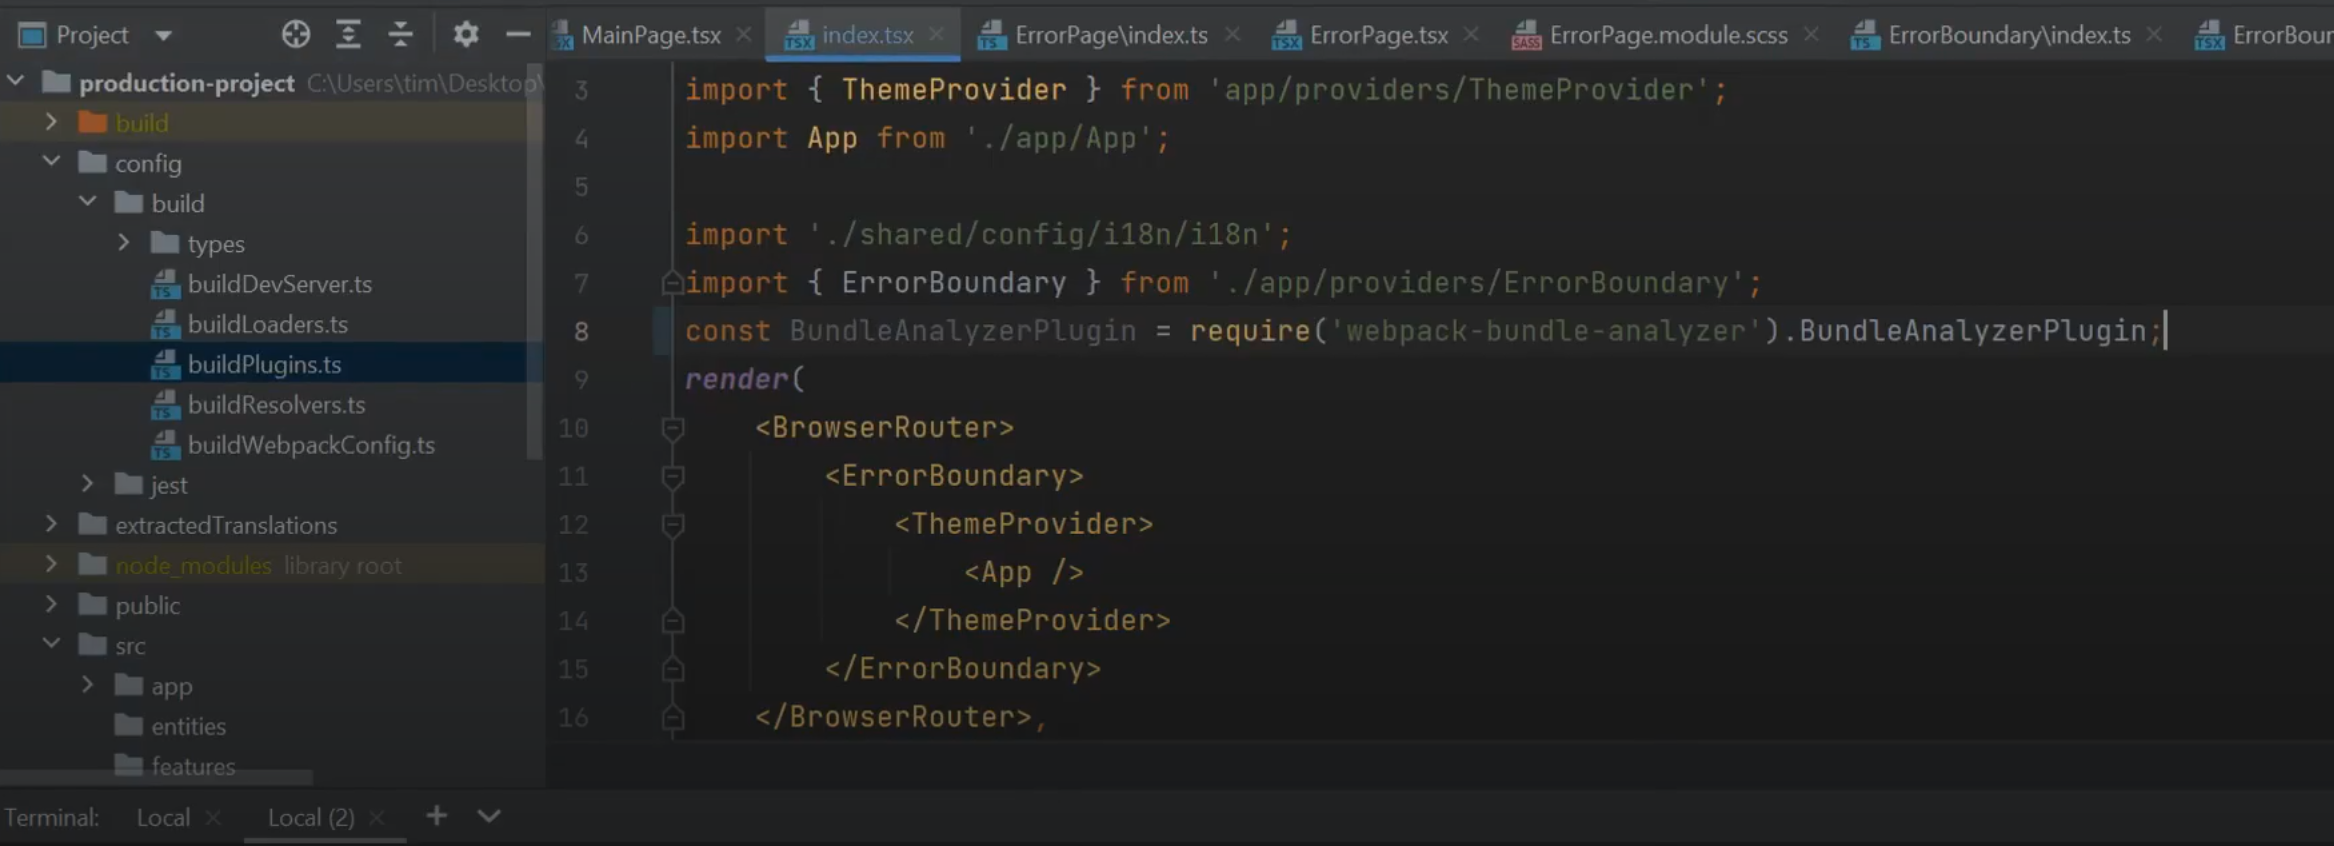 Project
MainPage.tsx
index.tsx
ErrorPage\index.ts
ErrorPage.tsx
ErrorPage.module.scss
ErrorBoundary\index.ts
ErrorBour
production-project C:\Users\tim\Desktop\
build
config
build
types
buildDevServer.ts
buildLoaders.ts
buildPlugins.ts
buildResolvers.ts
buildWebpackConfig.ts
jest
extractedTranslations
node_modules library root
public
src
app
entities
features
3 import { ThemeProvider } from 'app/providers/ThemeProvider';
4 import App from './app/App';
5
6 import './shared/config/i18n/i18n';
7 import { ErrorBoundary } from './app/providers/ErrorBoundary';
8 const BundleAnalyzerPlugin = require('webpack-bundle-analyzer').BundleAnalyzerPlugin;
9 render(
10 <BrowserRouter>
11 <ErrorBoundary>
12 <ThemeProvider>
13 <App />
14 </ThemeProvider>
15 </ErrorBoundary>
16 </BrowserRouter>,
Terminal: Local Local (2)